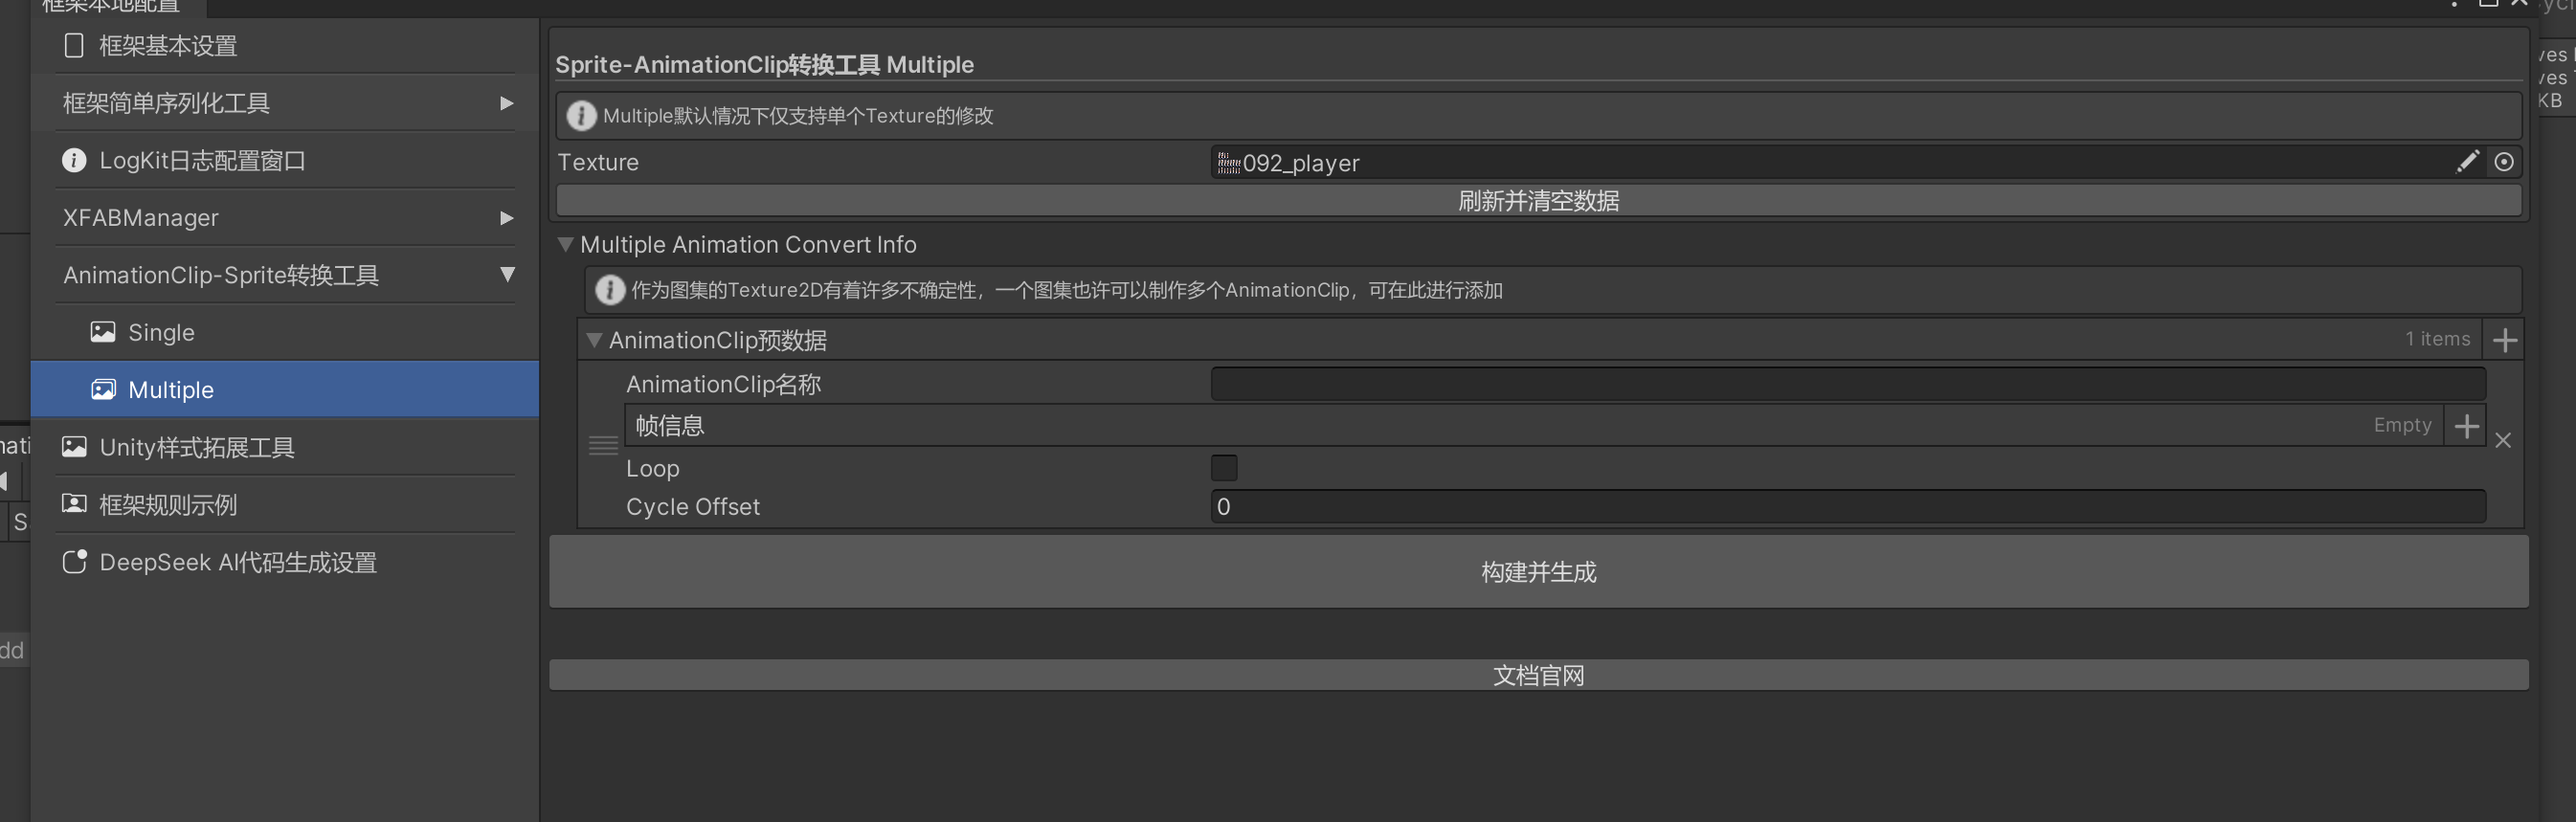 框架本地配置
框架基本设置
框架简单序列化工具
LogKit日志配置窗口
XFABManager
AnimationClip-Sprite转换工具
Single
Multiple
Unity样式拓展工具
框架规则示例
DeepSeek AI代码生成设置
Sprite-AnimationClip转换工具 Multiple
Multiple默认情况下仅支持单个Texture的修改
Texture
092_player
刷新并清空数据
Multiple Animation Convert Info
作为图集的Texture2D有着许多不确定性，一个图集也许可以制作多个AnimationClip，可在此进行添加
AnimationClip预数据
1 items
AnimationClip名称
帧信息
Empty
Loop
Cycle Offset
0
构建并生成
文档官网
KB